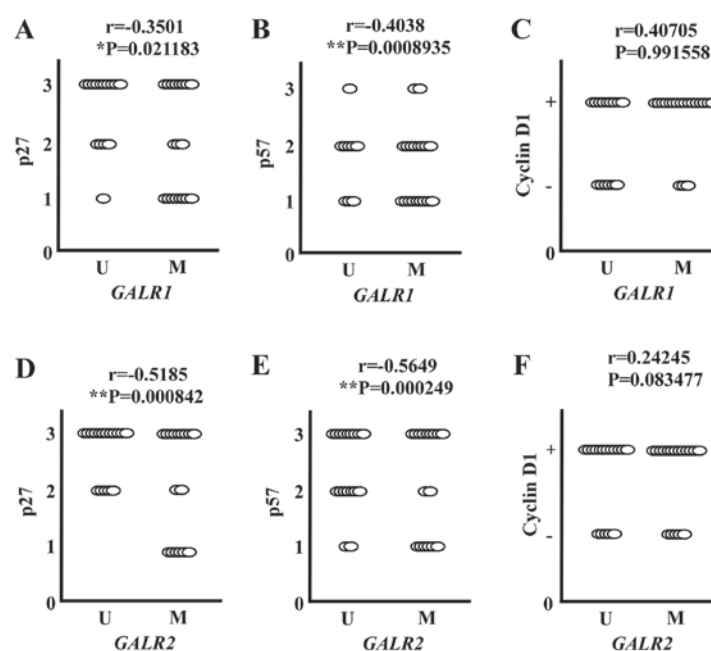 A
r=-0.3501
*P=0.021183
p27
3
2
1
0
U M
GALR1
B
r=-0.4038
**P=0.0008935
p57
3
2
1
0
U M
GALR1
C
r=0.40705
P=0.991558
Cyclin D1
+
-
0
U M
GALR1
D
r=-0.5185
**P=0.000842
p27
3
2
1
0
U M
GALR2
E
r=-0.5649
**P=0.000249
p57
3
2
1
0
U M
GALR2
F
r=0.24245
P=0.083477
Cyclin D1
+
-
0
U M
GALR2